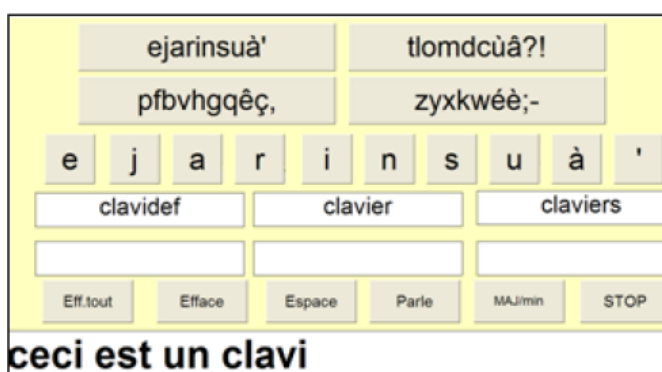 ejarinsuà' tlomdcùâ?!
pfbvhgqêç, zyxkwéè;-
e j a r i n s u à '
clavidef clavier claviers
Eff.tout Efface Espace Parle MAJ/min STOP
ceci est un clavi